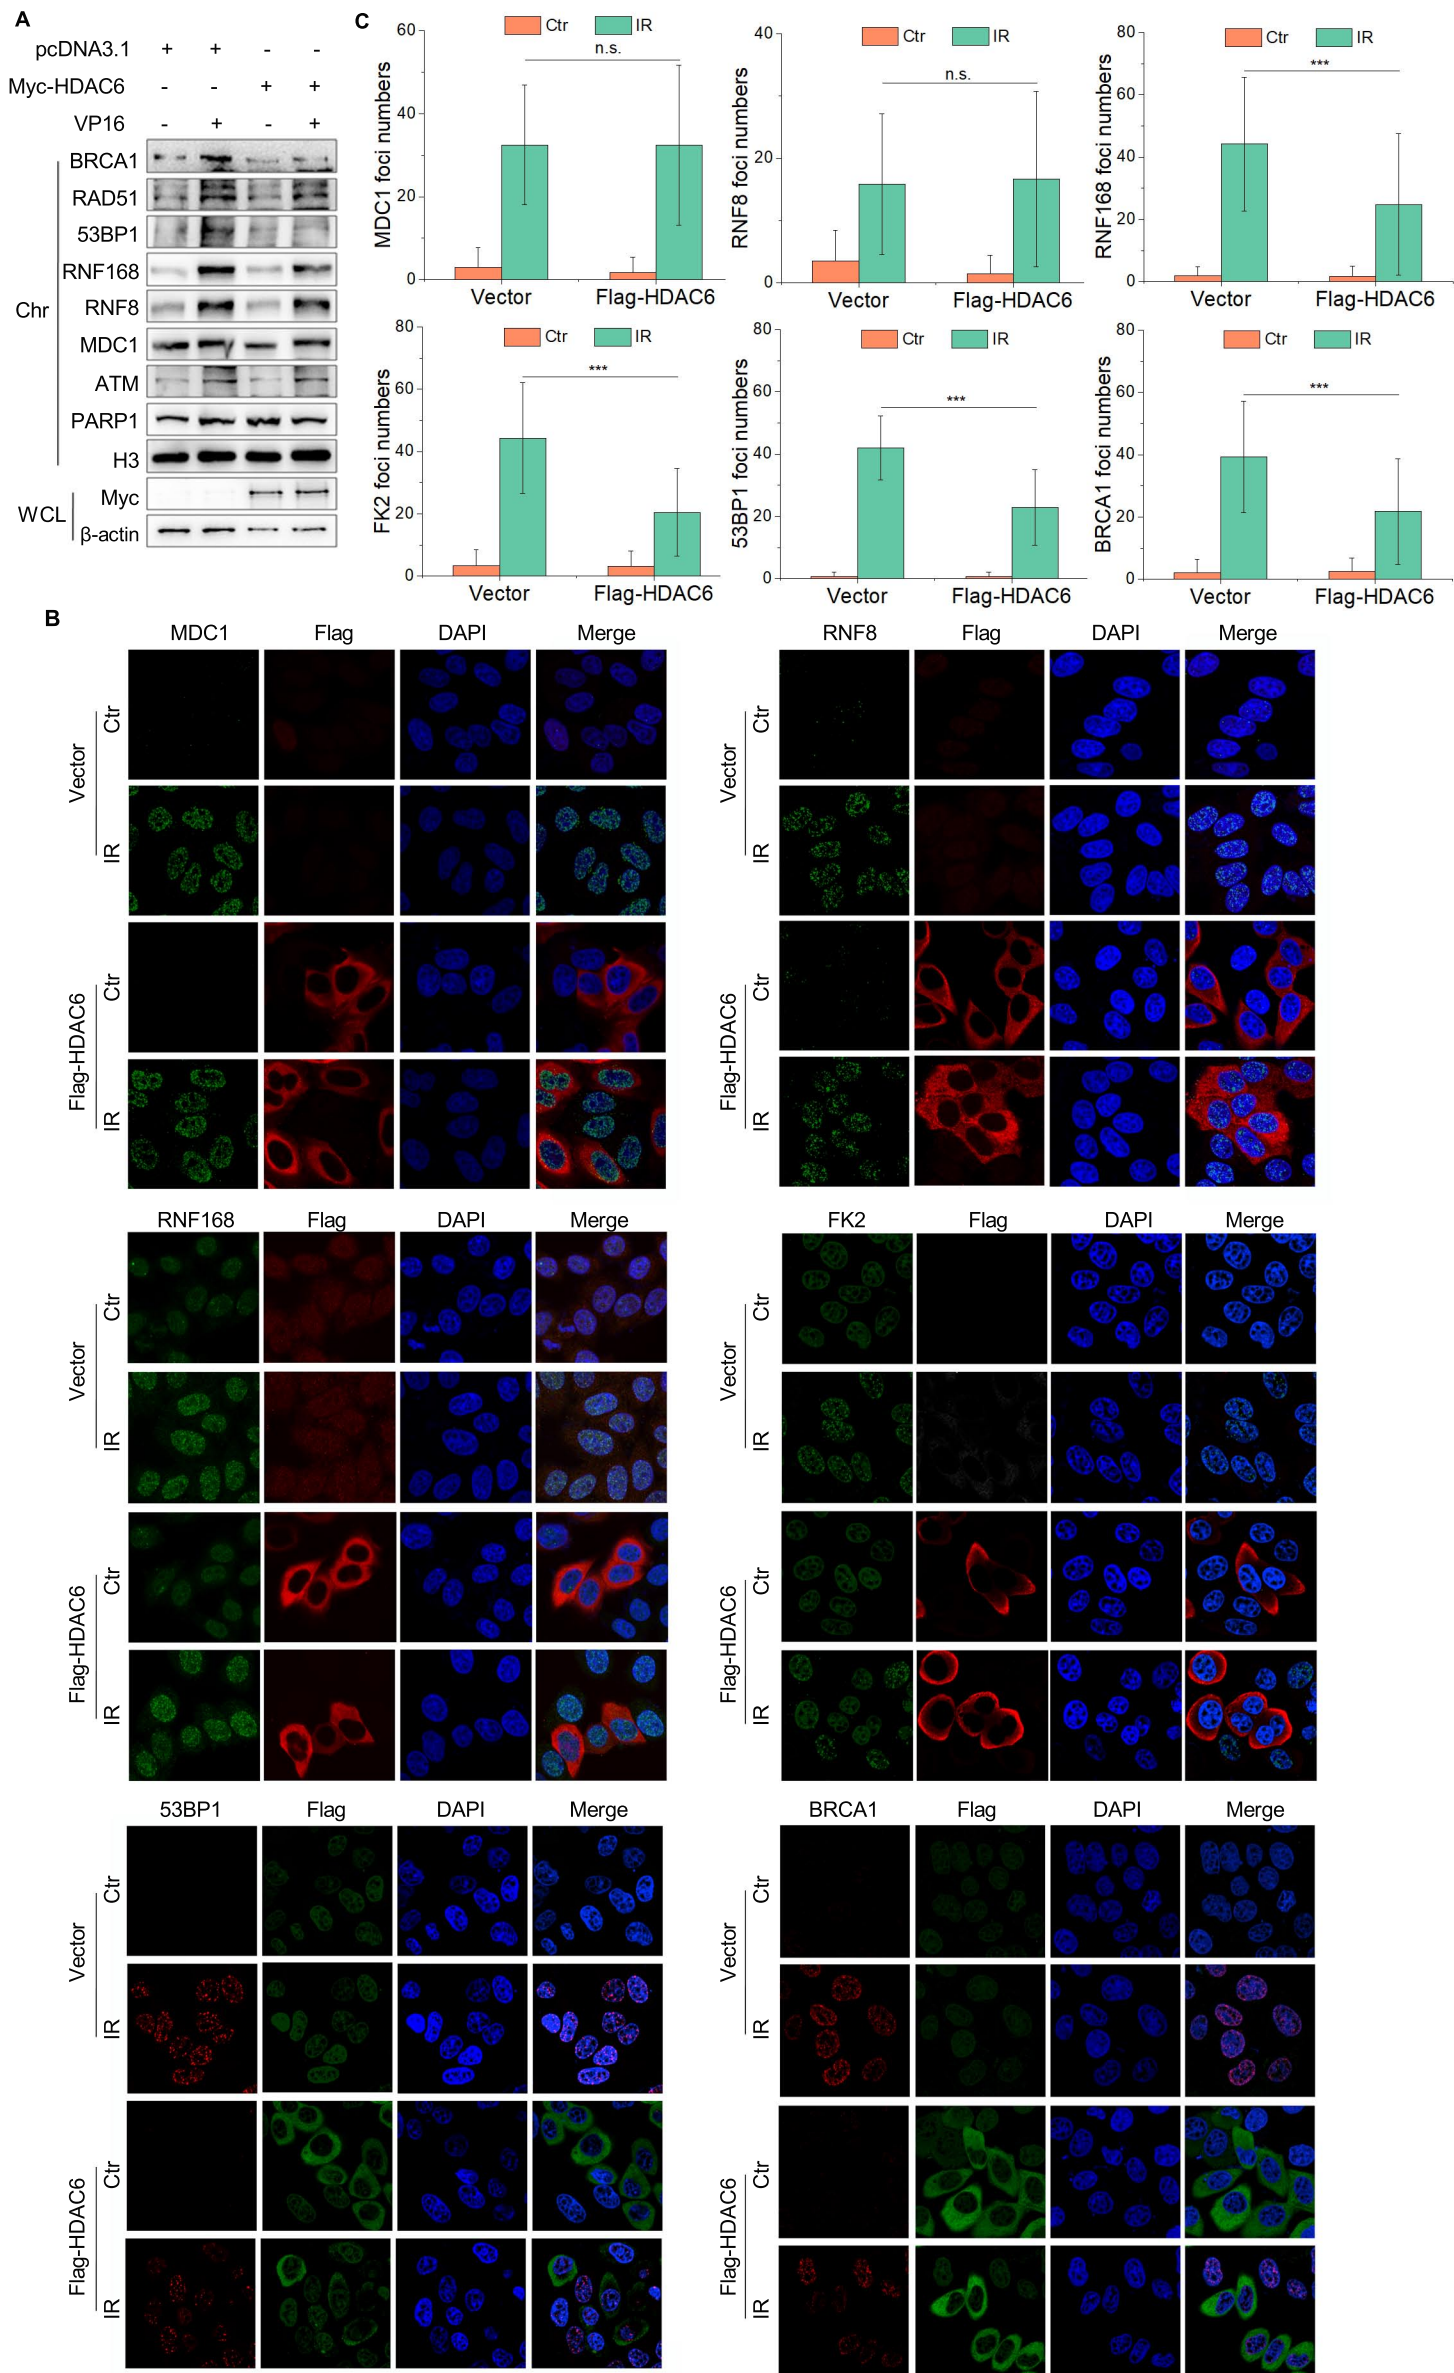 A
pcDNA3.1 + + - -
Myc-HDAC6 - - + +
VP16 - + - +
BRCA1
RAD51
53BP1
RNF168
RNF8
MDC1
ATM
PARP1
H3
Chr
Myc
β-actin
WCL
C
Ctr IR
n.s.
MDC1 foci numbers
60
40
20
0
Vector Flag-HDAC6
Ctr IR
n.s.
RNF8 foci numbers
40
20
0
Vector Flag-HDAC6
Ctr IR
***
RNF168 foci numbers
80
60
40
20
0
Vector Flag-HDAC6
Ctr IR
***
FK2 foci numbers
80
60
40
20
0
Vector Flag-HDAC6
Ctr IR
***
53BP1 foci numbers
80
60
40
20
0
Vector Flag-HDAC6
Ctr IR
***
BRCA1 foci numbers
80
60
40
20
0
Vector Flag-HDAC6
B
MDC1 Flag DAPI Merge
Vector
Ctr
IR
Flag-HDAC6
Ctr
IR
RNF8 Flag DAPI Merge
Vector
Ctr
IR
Flag-HDAC6
Ctr
IR
RNF168 Flag DAPI Merge
Vector
Ctr
IR
Flag-HDAC6
Ctr
IR
FK2 Flag DAPI Merge
Vector
Ctr
IR
Flag-HDAC6
Ctr
IR
53BP1 Flag DAPI Merge
Vector
Ctr
IR
Flag-HDAC6
Ctr
IR
BRCA1 Flag DAPI Merge
Vector
Ctr
IR
Flag-HDAC6
Ctr
IR